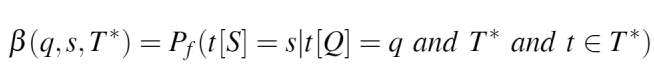 β(q,s,T*) = P_f(t[S] = s|t[Q] = q and T* and t ∈ T*)